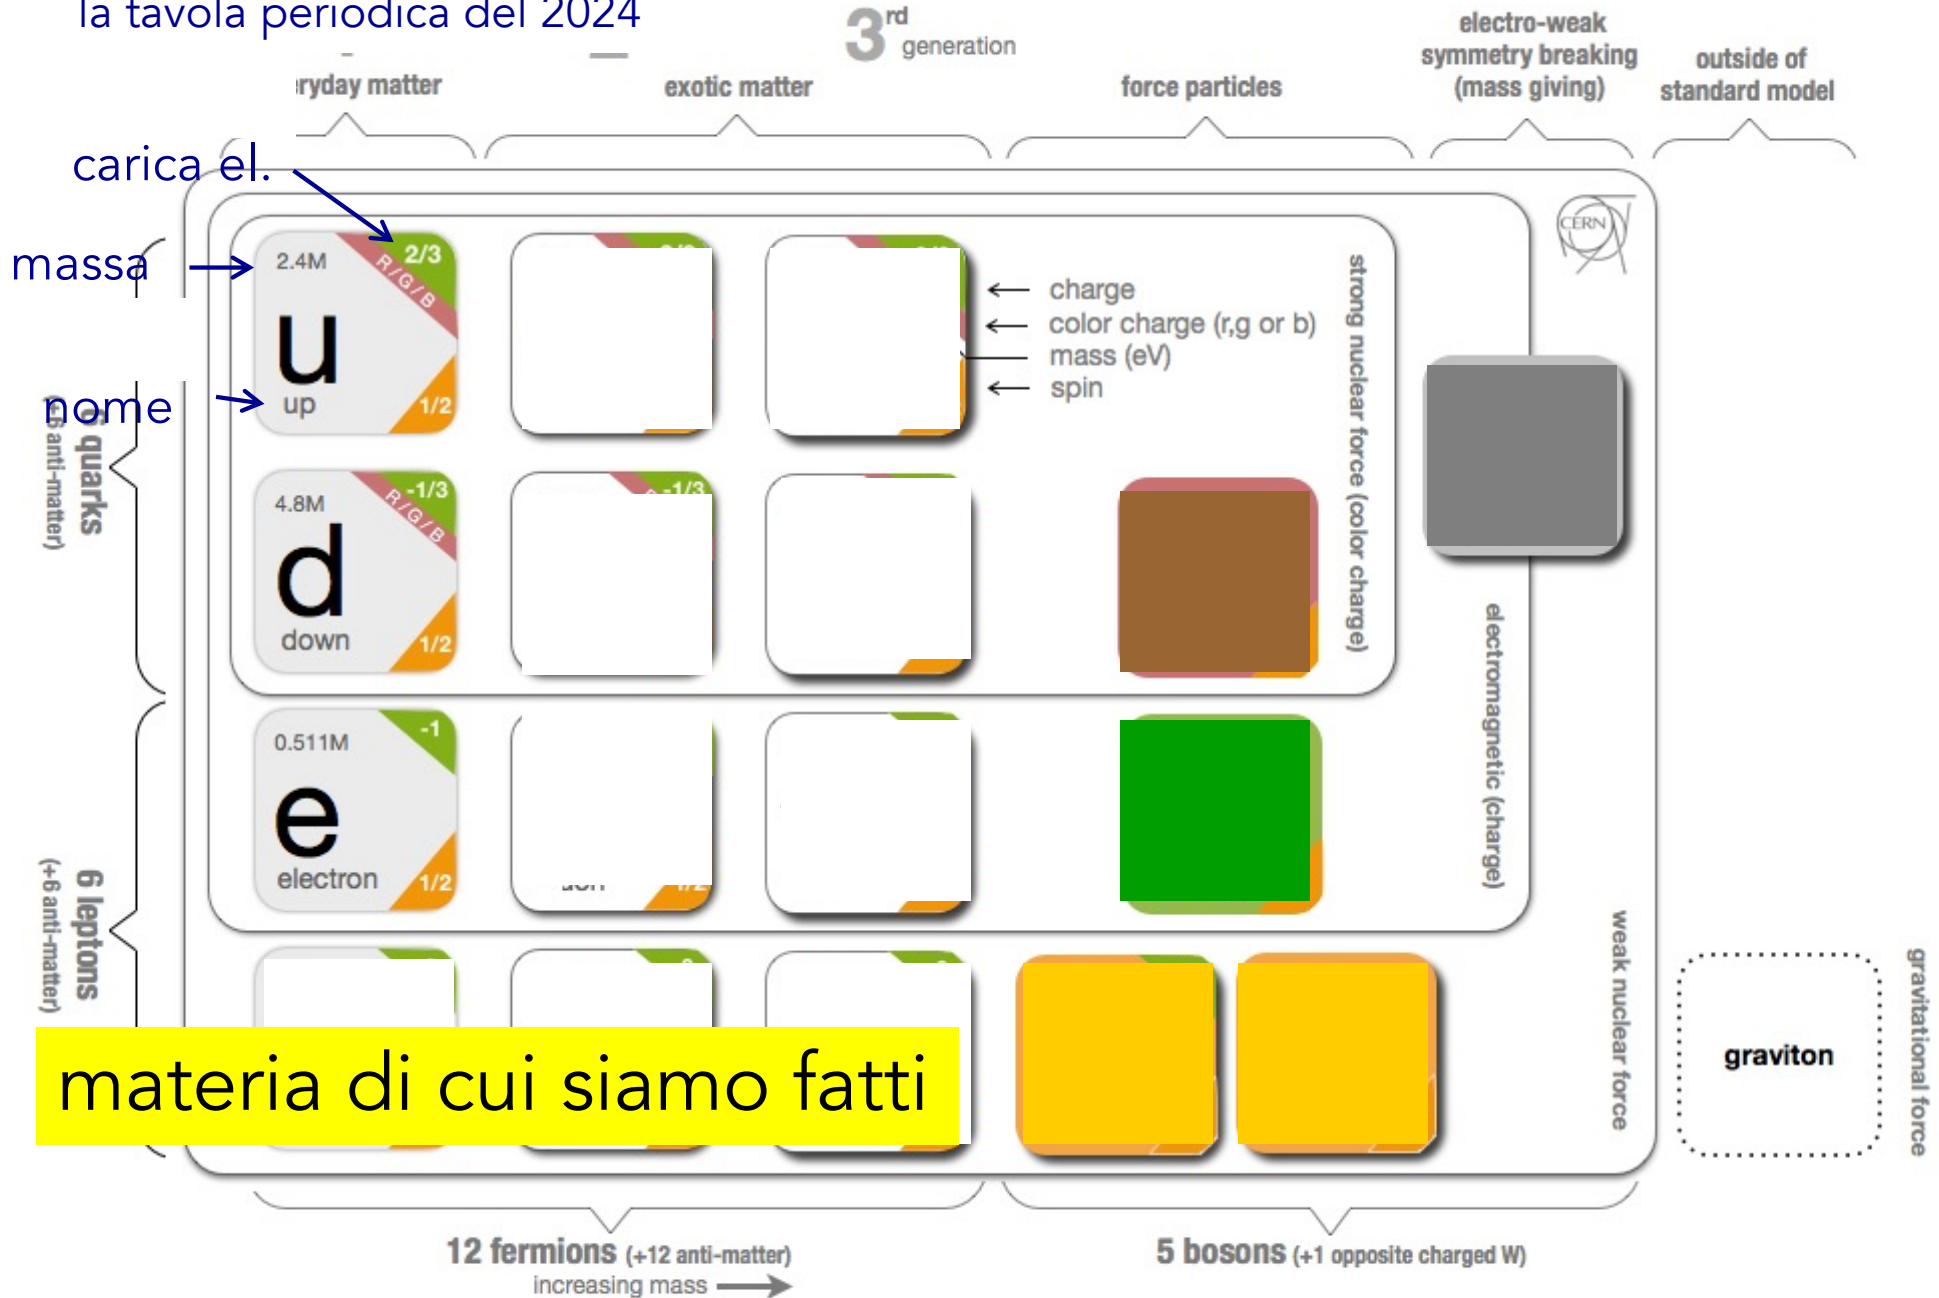 la tavola periodica del 2024
3rd generation
everyday matter
exotic matter
force particles
electro-weak
symmetry breaking
(mass giving)
outside of
standard model
carica el.
massa
nome
2.4M
2/3
R/G/B
u
up
1/2
charge
color charge (r,g or b)
mass (eV)
spin
CERN
6 quarks
(+6 anti-matter)
4.8M
-1/3
R/G/B
d
down
1/2
-1/3
strong nuclear force (color charge)
0.511M
-1
e
electron
1/2
electromagnetic (charge)
6 leptons
(+6 anti-matter)
weak nuclear force
graviton
gravitational force
materia di cui siamo fatti
12 fermions (+12 anti-matter)
increasing mass
5 bosons (+1 opposite charged W)